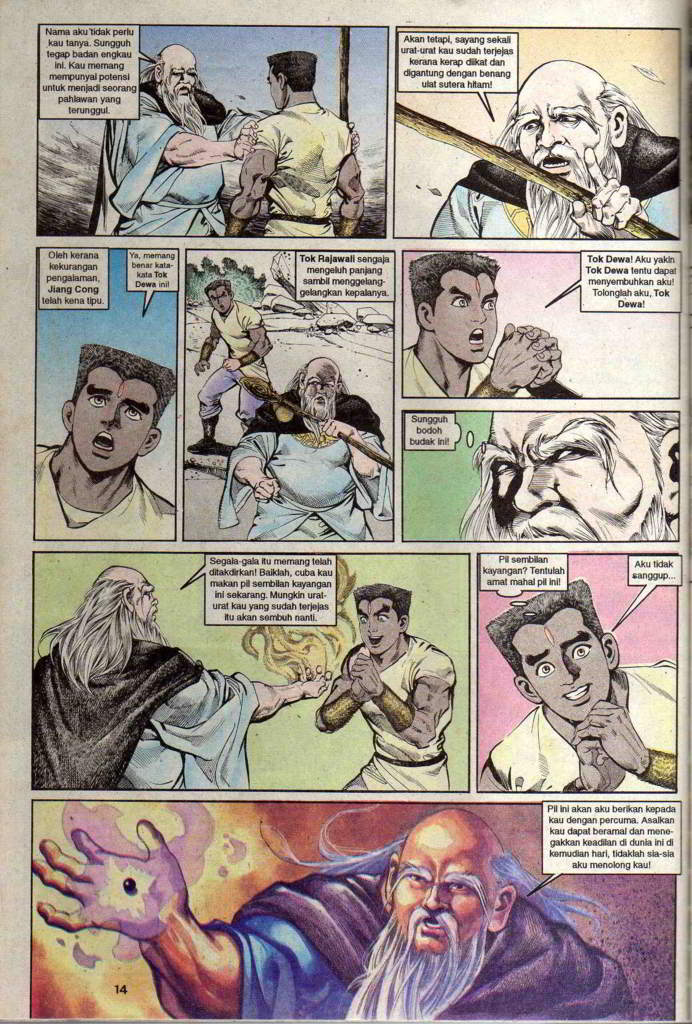 Nama aku tidak perlu
kau tanya. Sungguh
tegap badan engkau
ini. Kau memang
mempunyai potensi
untuk menjadi seorang
pahlawan yang
terunggul.
Akan tetapi, sayang sekali
urat-urat kau sudah terjejas
kerana kerap diikat dan
digantung dengan benang
ulat sutera hitam!
Oleh kerana
kekurangan
pengalaman,
Jiang Cong
telah kena tipu.
Ya, memang
benar kata-
kata Tok
Dewa ini!
Tok Rajawali sengaja
mengeluh panjang
sambil menggelang-
gelangkan kepalanya.
Tok Dewa! Aku yakin
Tok Dewa tentu dapat
menyembuhkan aku!
Tolonglah aku, Tok
Dewa!
Sungguh
bodoh
budak ini!
Segala-gala itu memang telah
ditakdirkan! Baiklah, cuba kau
makan pil sembilan kayangan
ini sekarang. Mungkin urat-
urat kau yang sudah terjejas
itu akan sembuh nanti.
Pil sembilan
kayangan? Tentulah
amat mahal pil ini!
Aku tidak
sanggup...
Pil ini akan aku berikan kepada
kau dengan percuma. Asalkan
kau dapat beramal dan mene-
gakkan keadilan di dunia ini di
kemudian hari, tidaklah sia-sia
aku menolong kau!
14